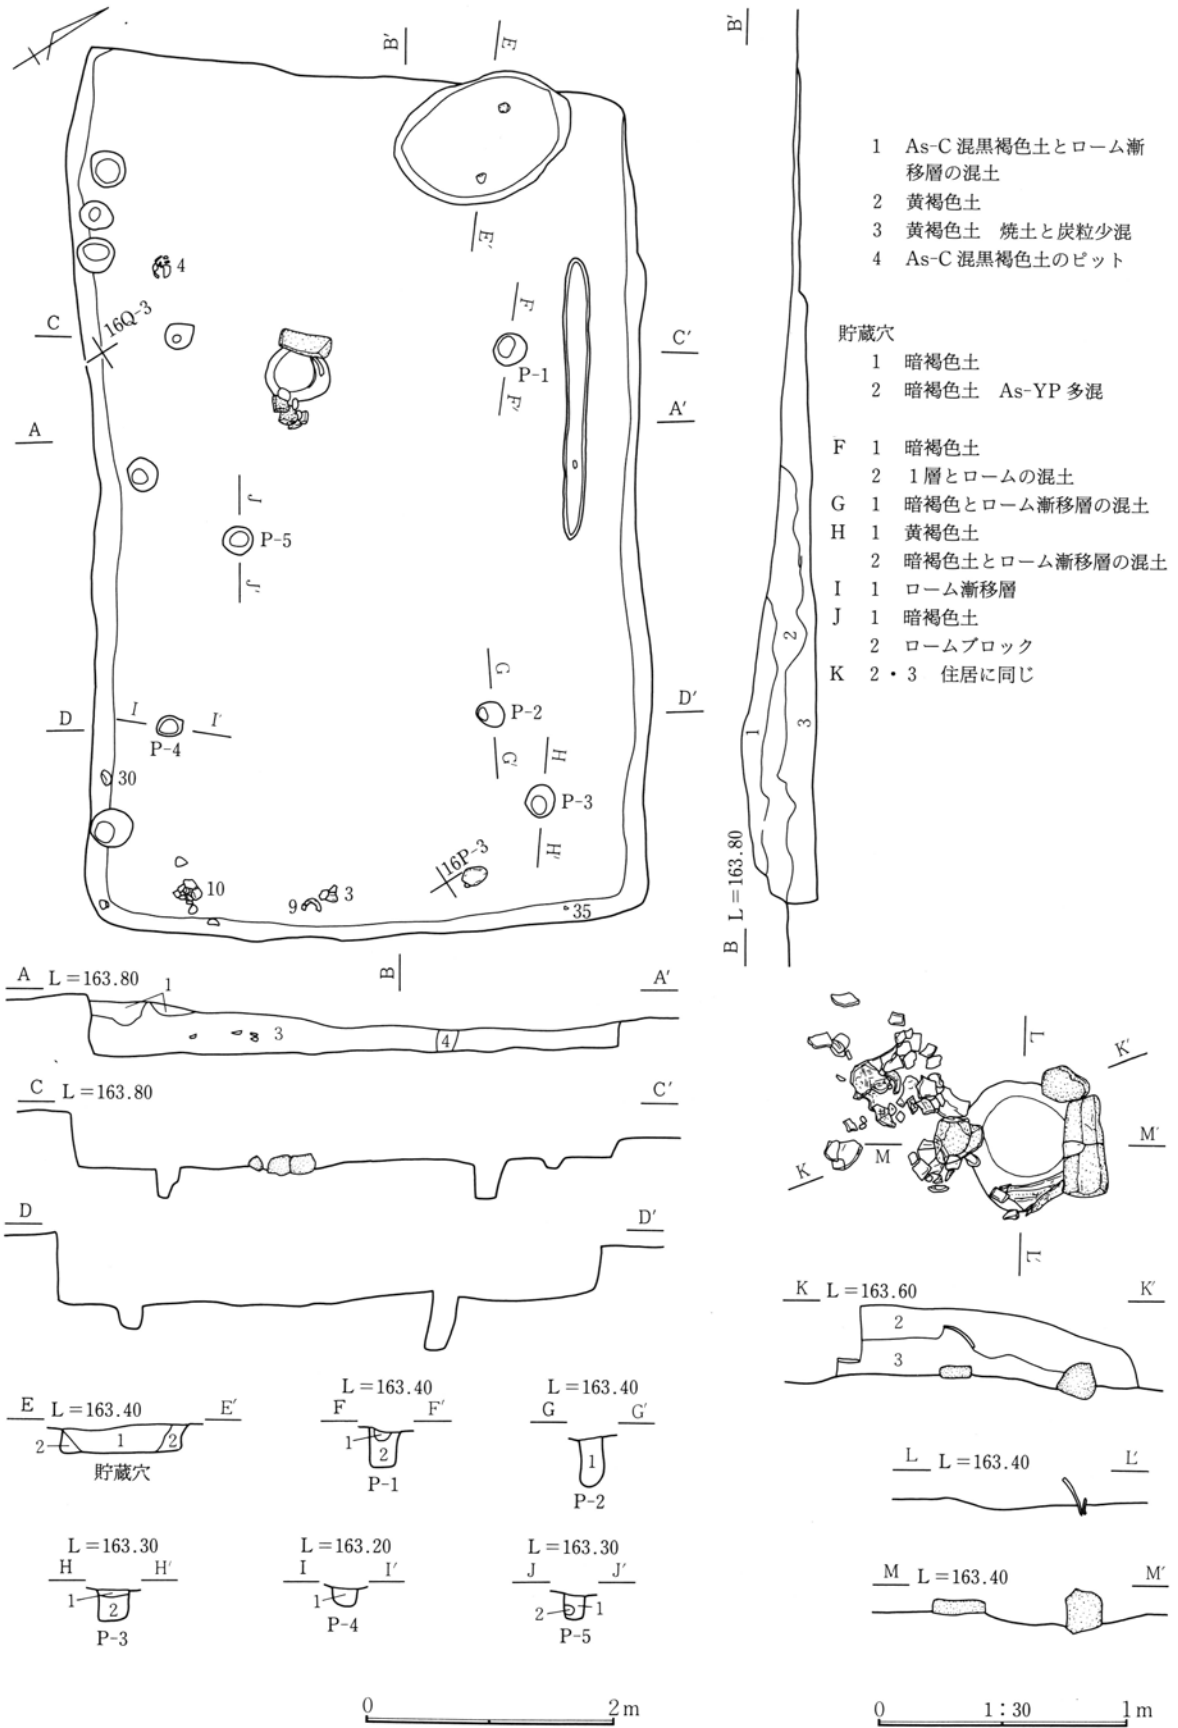 B′
E
B′
1 As-C 混黒褐色土とローム漸
移層の混土
2 黄褐色土
3 黄褐色土 焼土と炭粒少混
4 As-C 混黒褐色土のピット
貯蔵穴
1 暗褐色土
2 暗褐色土 As-YP 多混
F 1 暗褐色土
2 1層とロームの混土
G 1 暗褐色とローム漸移層の混土
H 1 黄褐色土
2 暗褐色土とローム漸移層の混土
I 1 ローム漸移層
J 1 暗褐色土
2 ロームブロック
K 2・3 住居に同じ
E′
4
16Q-3
C
F
C′
P-1
F′
A
A′
J
P-5
J′
G
D
I
I′
P-2
D′
P-4
G′
H
30
P-3
H′
16P-3
10
9
3
35
B
2
1
3
B L=163.80
A L=163.80
A′
1
3
4
C L=163.80
C′
D
D′
L
K′
M
M′
K
L′
K L=163.60
K′
2
3
E L=163.40
E′
2
1
2
貯蔵穴
L=163.40
F
F′
1
2
P-1
L=163.40
G
G′
1
P-2
L L=163.40
L′
L=163.30
H
H′
1
2
P-3
L=163.20
I
I′
1
P-4
L=163.30
J
J′
2
1
P-5
M L=163.40
M′
0
2m
0
1:30
1m